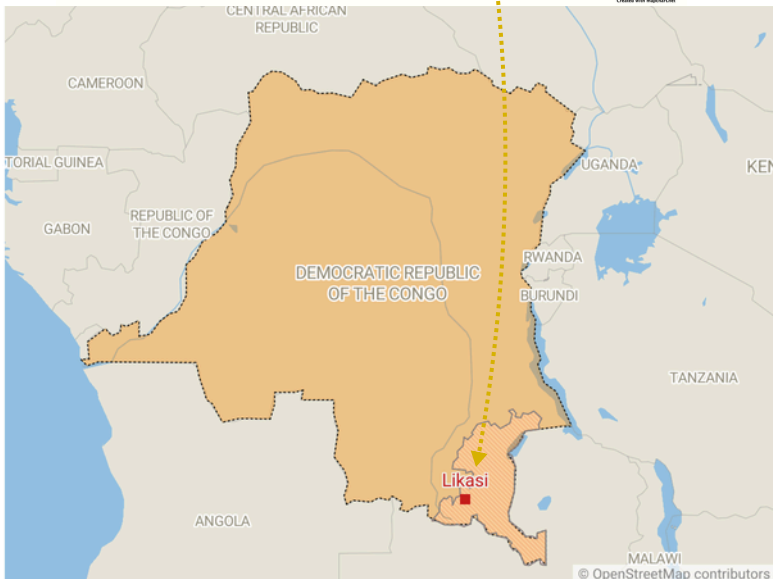 CENTRAL AFRICAN
REPUBLIC
CAMEROON
TORIAL GUINEA
UGANDA
KEN
REPUBLIC OF
THE CONGO
GABON
RWANDA
DEMOCRATIC REPUBLIC
OF THE CONGO
BURUNDI
TANZANIA
Likasi
ANGOLA
MALAWI
© OpenStreetMap contributors